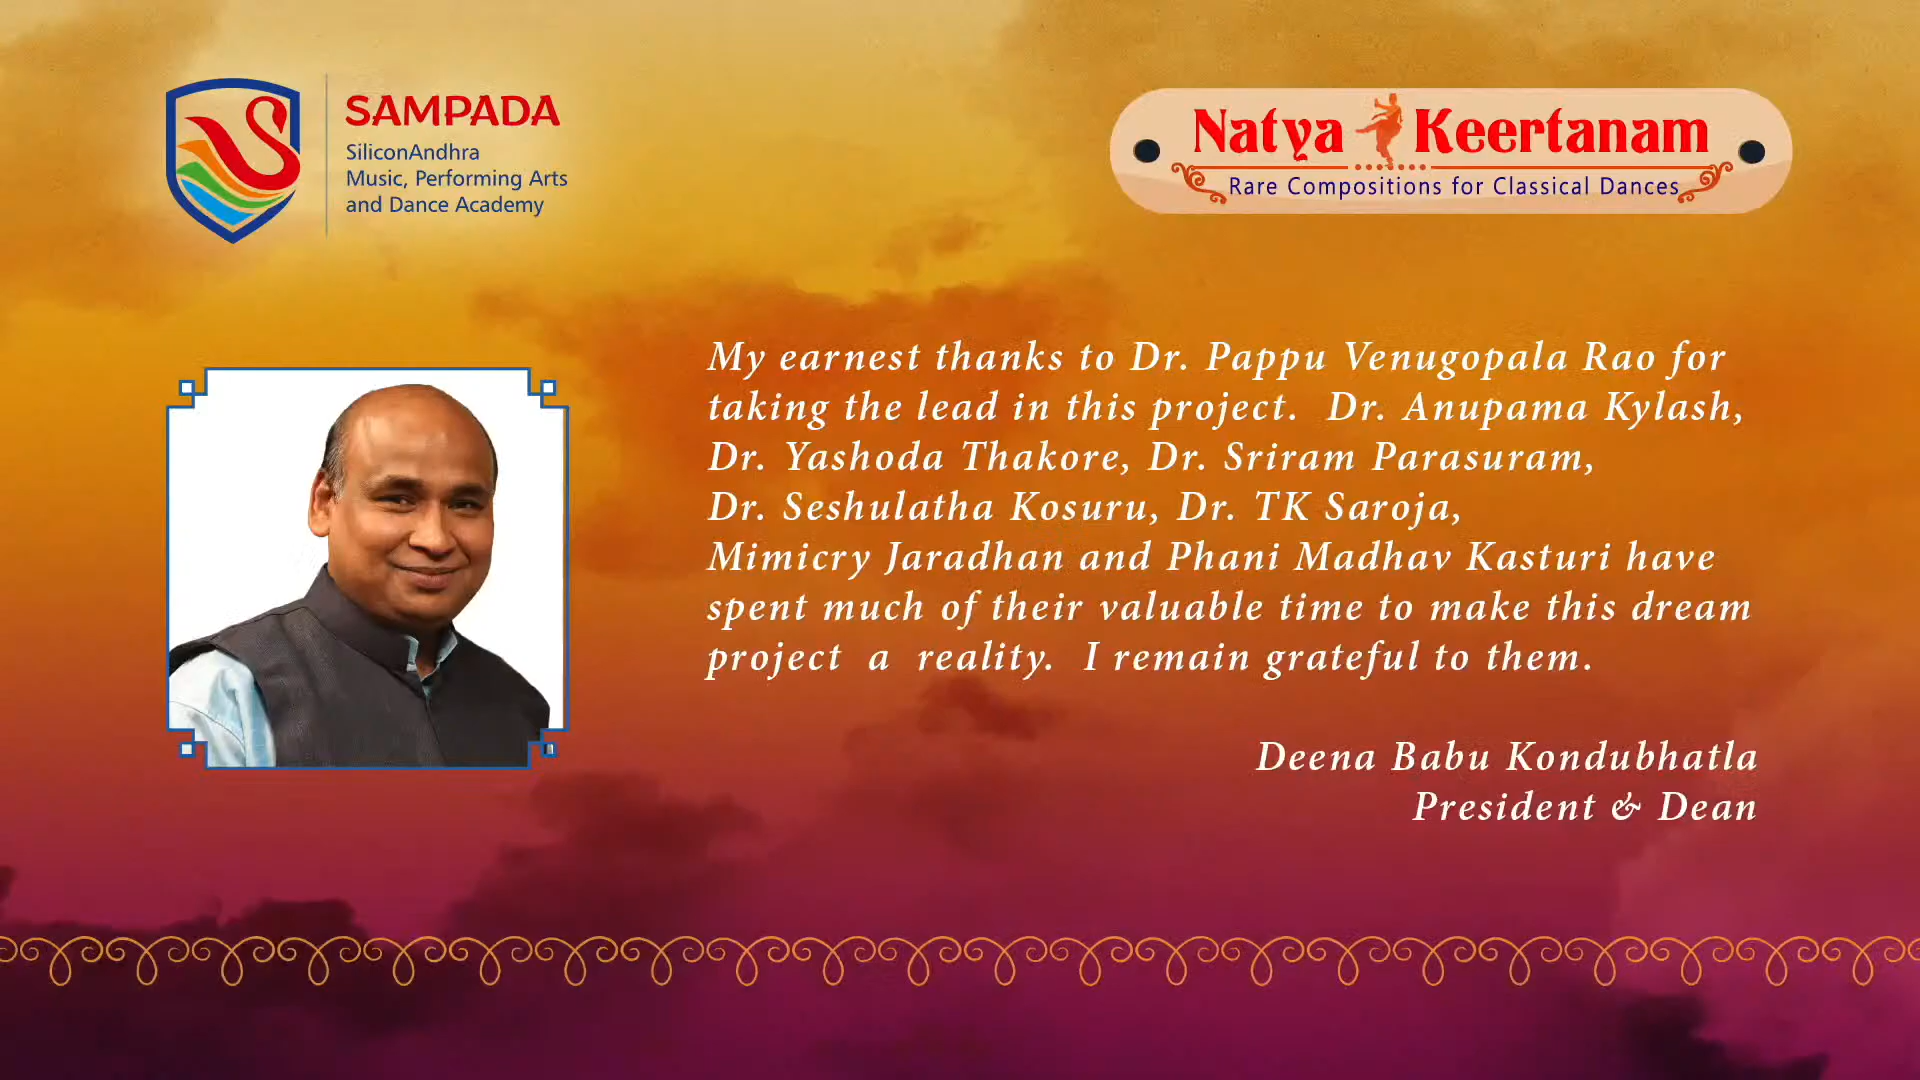 SAMPADA
SiliconAndhra
Music, Performing Arts
and Dance Academy
Natya Keertanam
Rare Compositions for Classical Dances
My earnest thanks to Dr. Pappu Venugopala Rao for
taking the lead in this project. Dr. Anupama Kylash,
Dr. Yashoda Thakore, Dr. Sriram Parasuram,
Dr. Seshulatha Kosuru, Dr. TK Saroja,
Mimicry Jaradhan and Phani Madhav Kasturi have
spent much of their valuable time to make this dream
project a reality. I remain grateful to them.
Deena Babu Kondubhatla
President & Dean